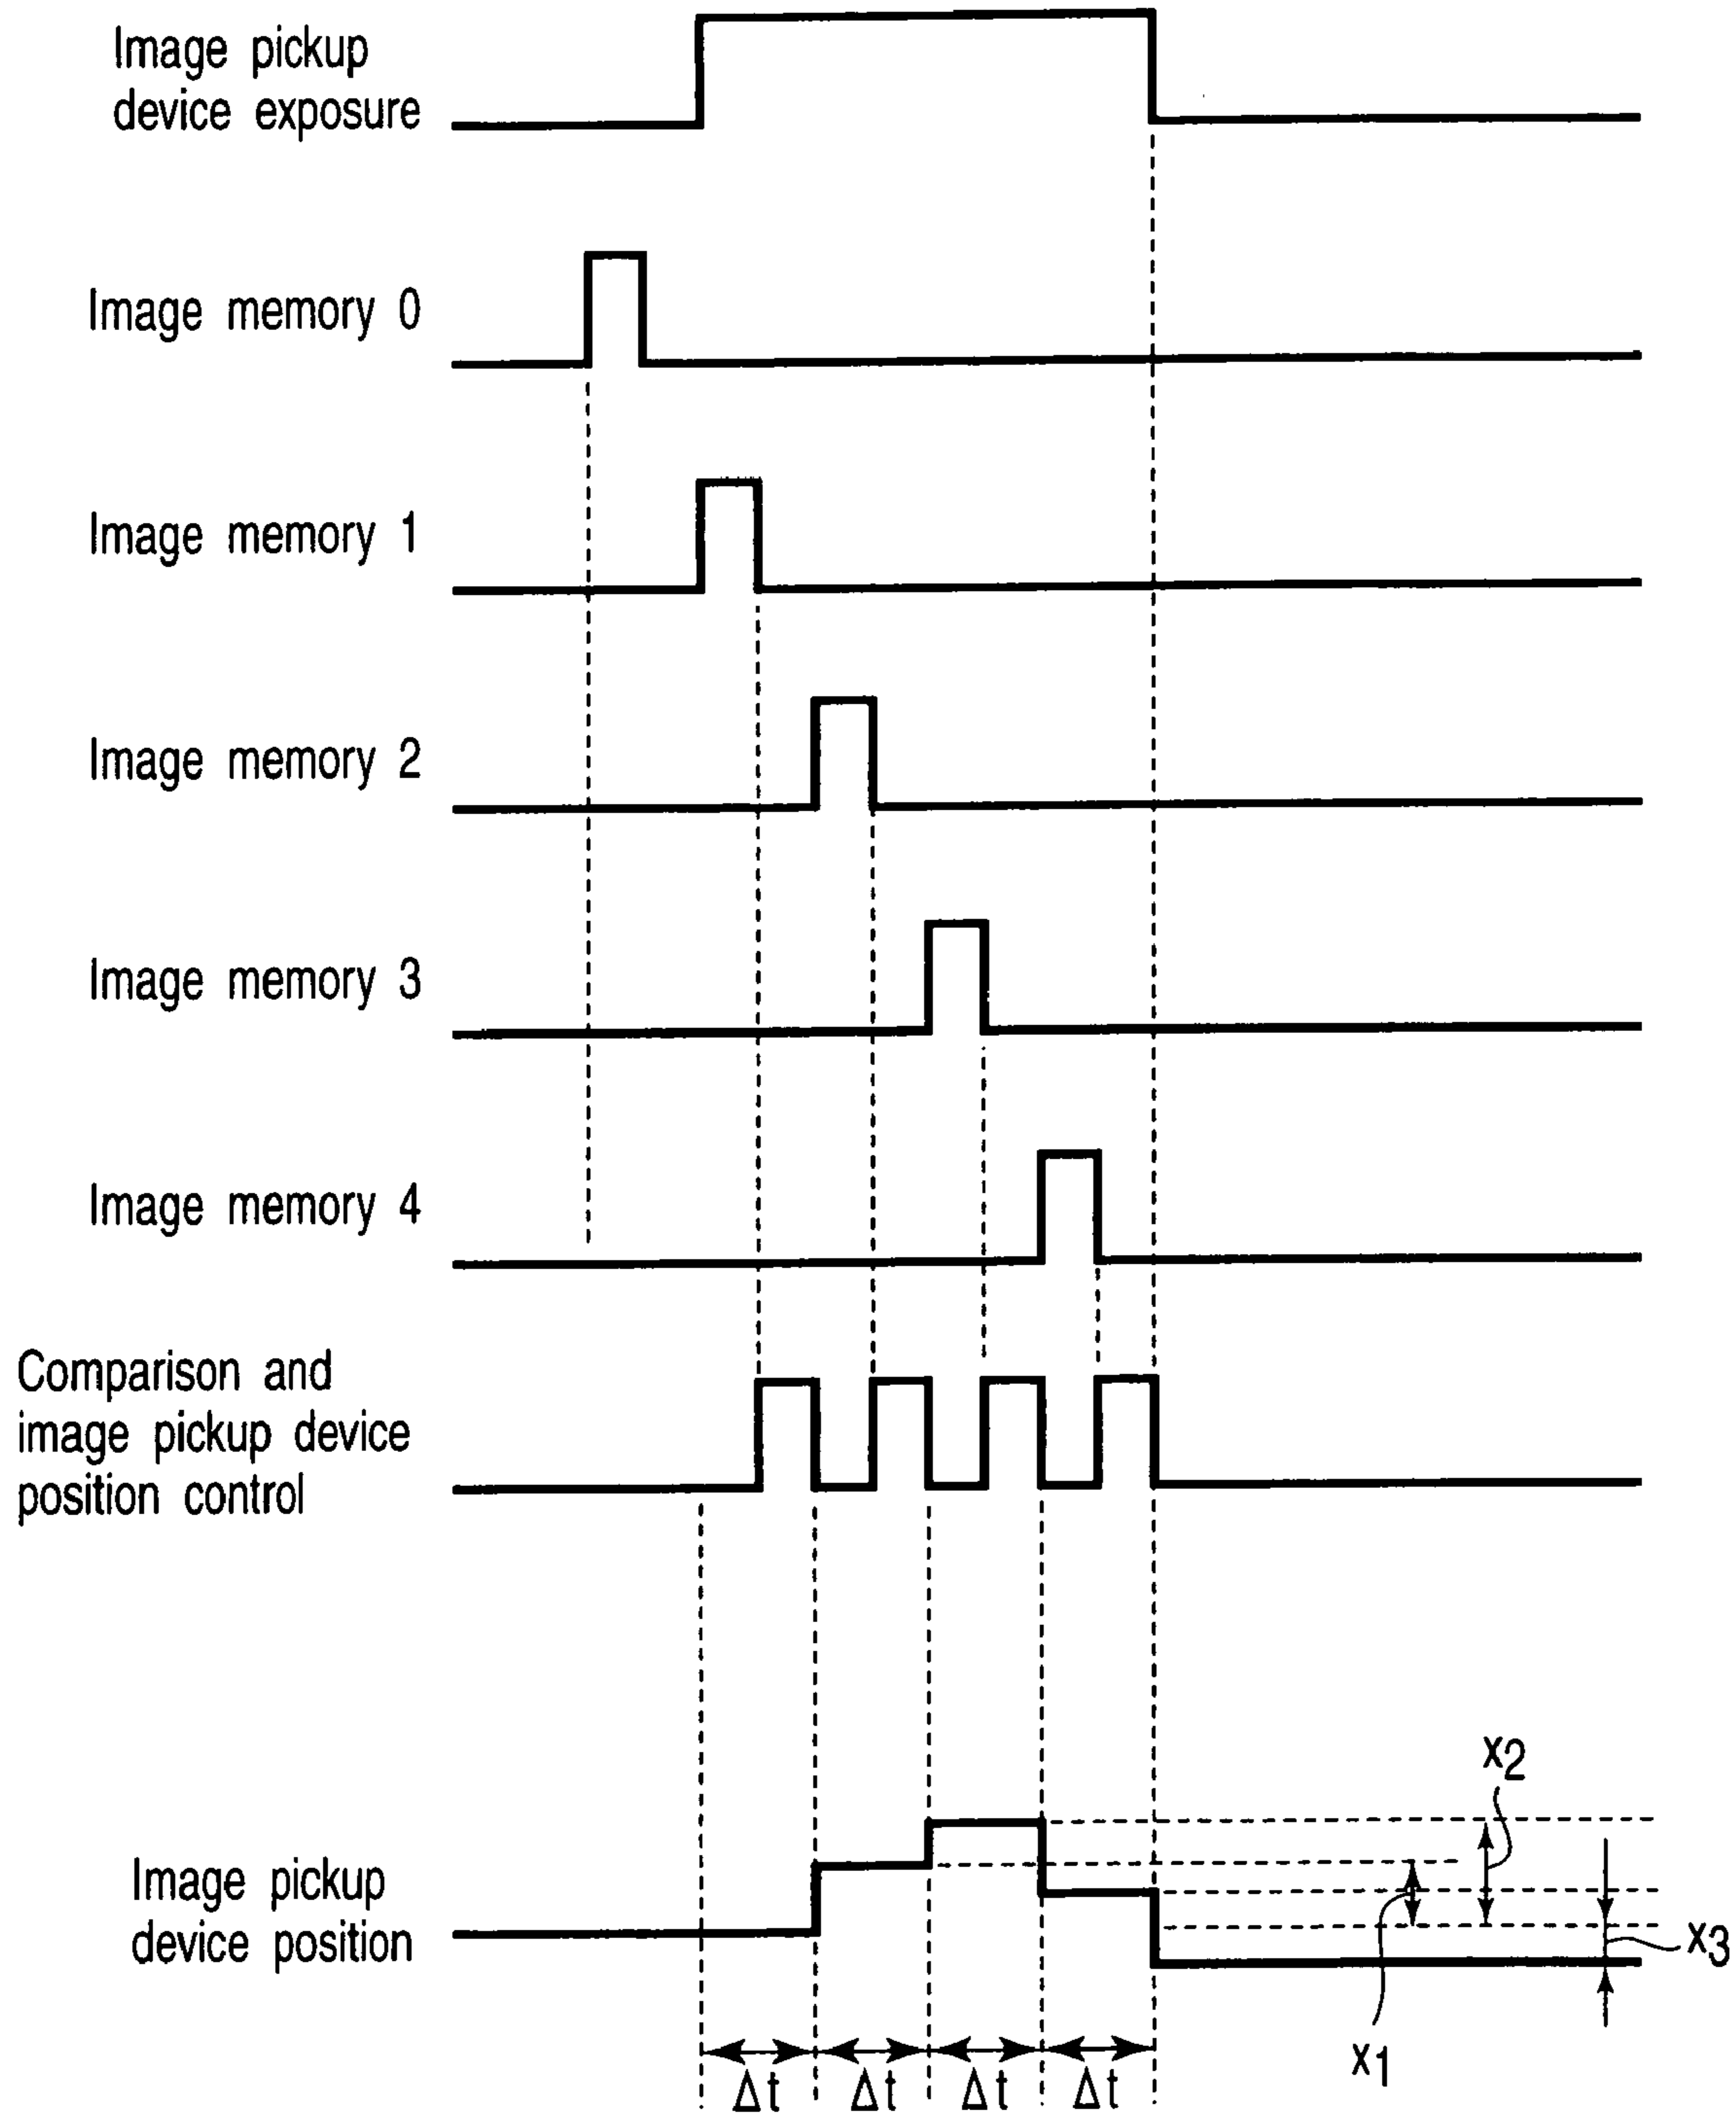 Image pickup
device exposure
Image memory 0
Image memory 1
Image memory 2
Image memory 3
Image memory 4
Comparison and
image pickup device
position control
x2
Image pickup
device position
x3
x1
Δt Δt Δt Δt